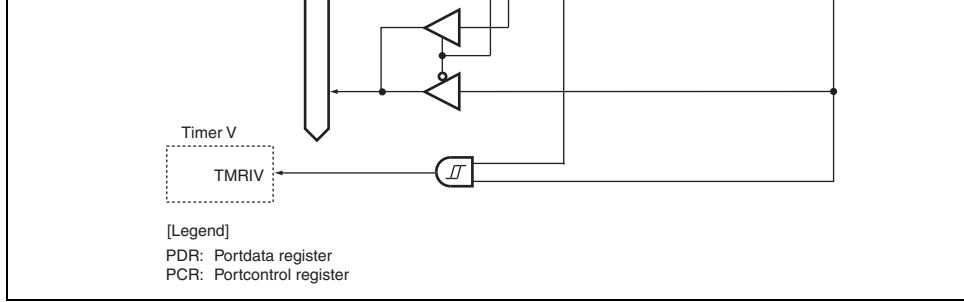 Timer V
TMRIV
[Legend]
PDR: Portdata register
PCR: Portcontrol register